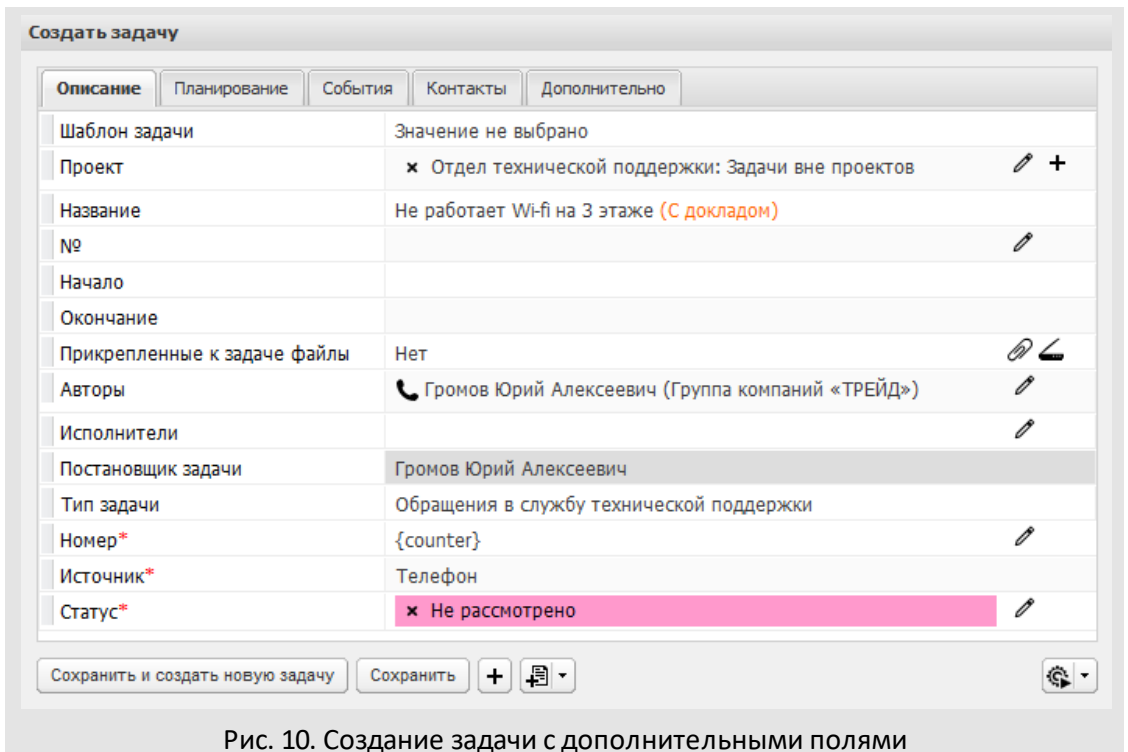 Создать задачу
Описание Планирование События Контакты Дополнительно
Шаблон задачи Значение не выбрано
Проект × Отдел технической поддержки: Задачи вне проектов
Название Не работает Wi-fi на 3 этаже (С докладом)
№
Начало
Окончание
Прикрепленные к задаче файлы Нет
Авторы Громов Юрий Алексеевич (Группа компаний «ТРЕЙД»)
Исполнители
Постановщик задачи Громов Юрий Алексеевич
Тип задачи Обращения в службу технической поддержки
Номер* {counter}
Источник* Телефон
Статус* × Не рассмотрено
Сохранить и создать новую задачу Сохранить
Рис. 10. Создание задачи с дополнительными полями